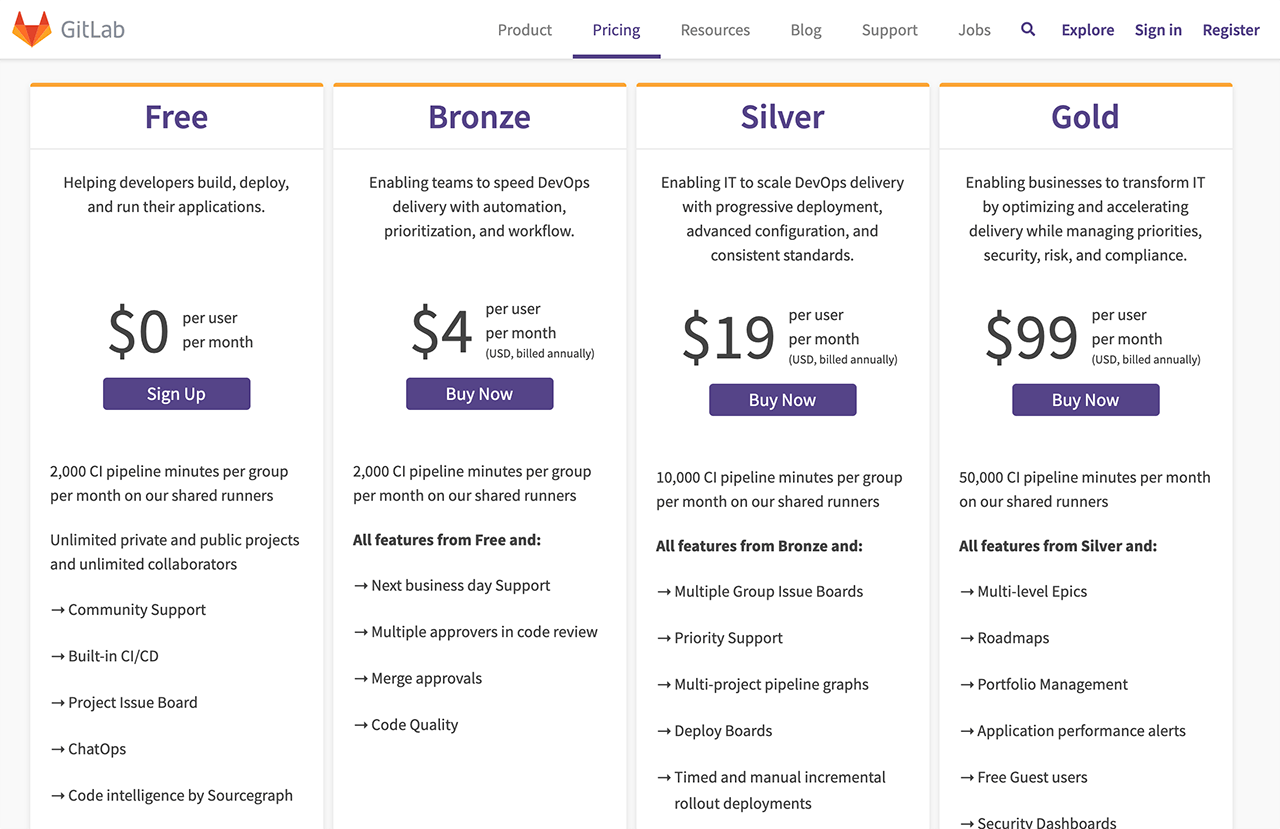 GitLab
Product Pricing Resources Blog Support Jobs Explore Sign in Register
Free
Helping developers build, deploy,
and run their applications.
$0
per user
per month
Sign Up
2,000 CI pipeline minutes per group
per month on our shared runners
Unlimited private and public projects
and unlimited collaborators
→ Community Support
→ Built-in CI/CD
→ Project Issue Board
→ ChatOps
→ Code intelligence by Sourcegraph
Bronze
Enabling teams to speed DevOps
delivery with automation,
prioritization, and workflow.
$4
per user
per month
(USD, billed annually)
Buy Now
2,000 CI pipeline minutes per group
per month on our shared runners
All features from Free and:
→ Next business day Support
→ Multiple approvers in code review
→ Merge approvals
→ Code Quality
Silver
Enabling IT to scale DevOps delivery
with progressive deployment,
advanced configuration, and
consistent standards.
$19
per user
per month
(USD, billed annually)
Buy Now
10,000 CI pipeline minutes per group
per month on our shared runners
All features from Bronze and:
→ Multiple Group Issue Boards
→ Priority Support
→ Multi-project pipeline graphs
→ Deploy Boards
→ Timed and manual incremental
rollout deployments
Gold
Enabling businesses to transform IT
by optimizing and accelerating
delivery while managing priorities,
security, risk, and compliance.
$99
per user
per month
(USD, billed annually)
Buy Now
50,000 CI pipeline minutes per month
on our shared runners
All features from Silver and:
→ Multi-level Epics
→ Roadmaps
→ Portfolio Management
→ Application performance alerts
→ Free Guest users
→ Security Dashboards